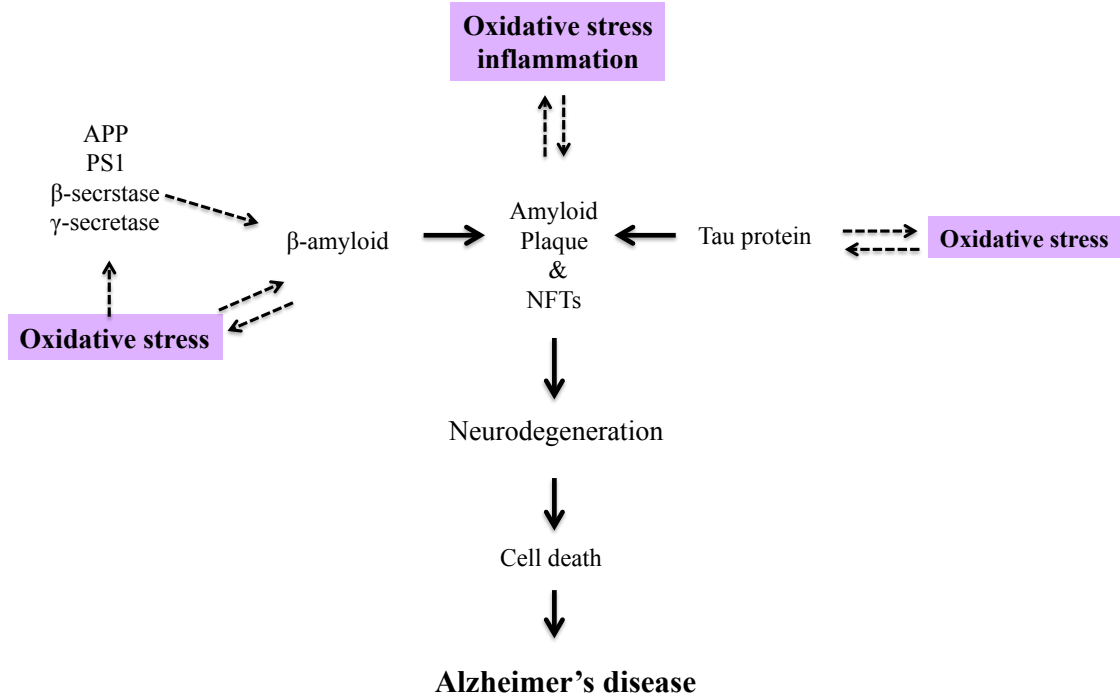 Oxidative stress
inflammation
APP
PS1
β-secrstase
γ-secretase
β-amyloid
Amyloid
Plaque
&
NFTs
Tau protein
Oxidative stress
Oxidative stress
Neurodegeneration
Cell death
Alzheimer’s disease